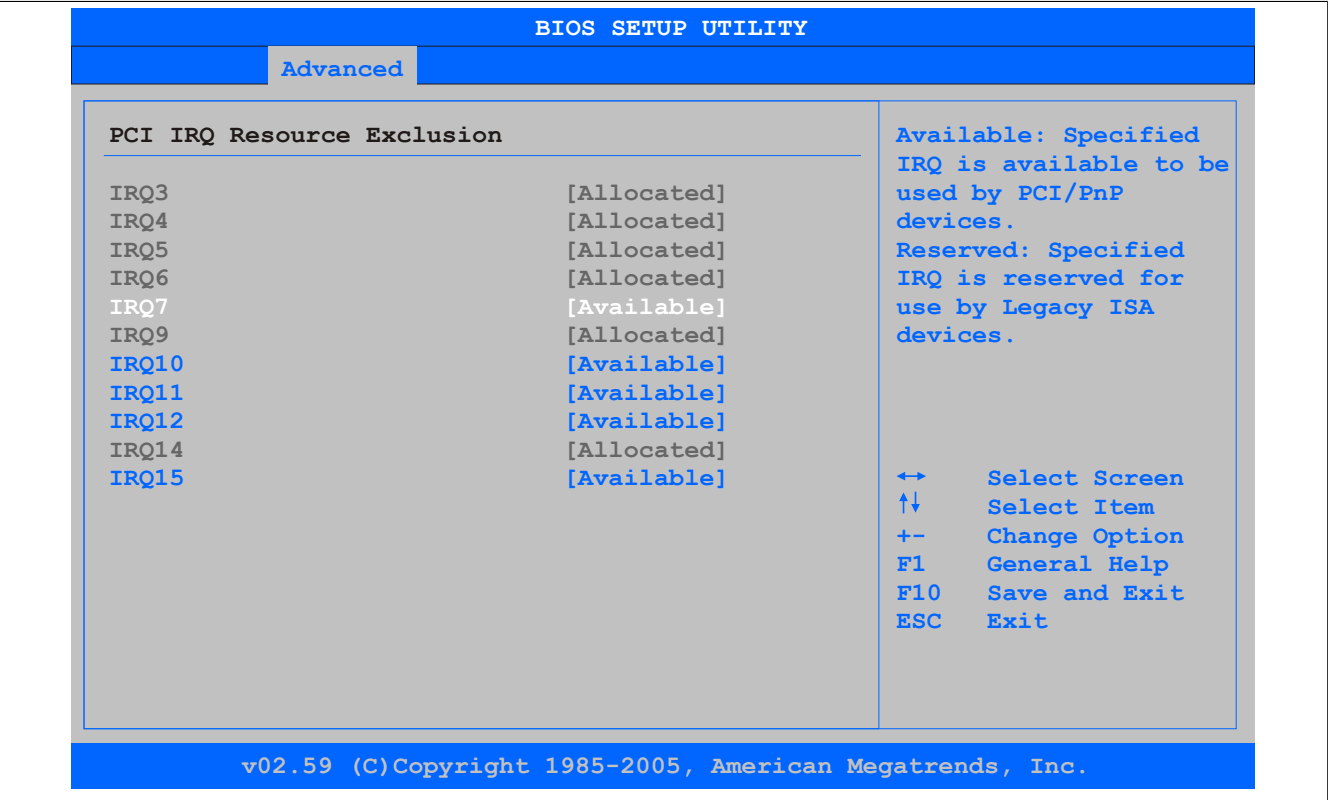 BIOS SETUP UTILITY
Advanced
PCI IRQ Resource Exclusion
IRQ3 [Allocated]
IRQ4 [Allocated]
IRQ5 [Allocated]
IRQ6 [Allocated]
IRQ7 [Available]
IRQ9 [Allocated]
IRQ10 [Available]
IRQ11 [Available]
IRQ12 [Available]
IRQ14 [Allocated]
IRQ15 [Available]
Available: Specified
IRQ is available to be
used by PCI/PnP
devices.
Reserved: Specified
IRQ is reserved for
use by Legacy ISA
devices.
↔ Select Screen
↑↓ Select Item
+- Change Option
F1 General Help
F10 Save and Exit
ESC Exit
v02.59 (C)Copyright 1985-2005, American Megatrends, Inc.